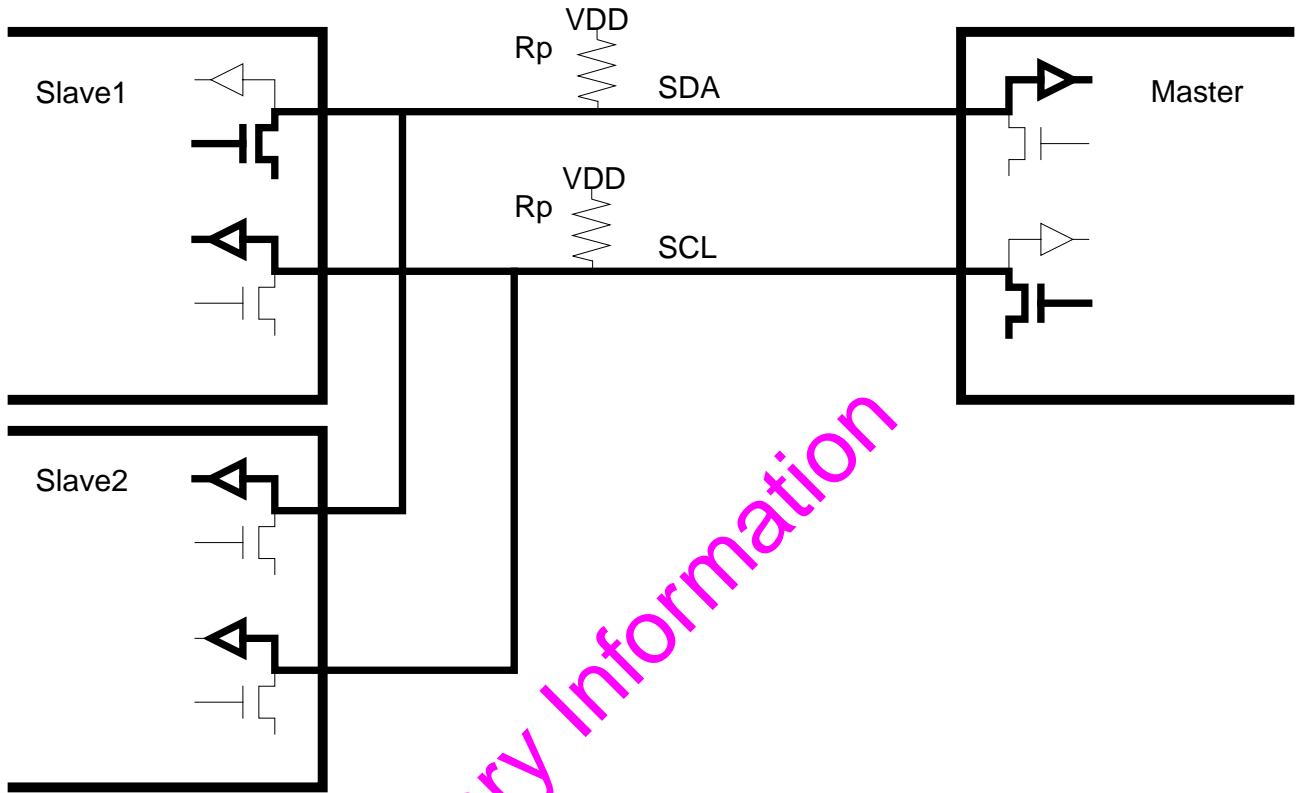 VDD
Rp
SDA
Slave1
Master
VDD
Rp
SCL
Slave2
Information